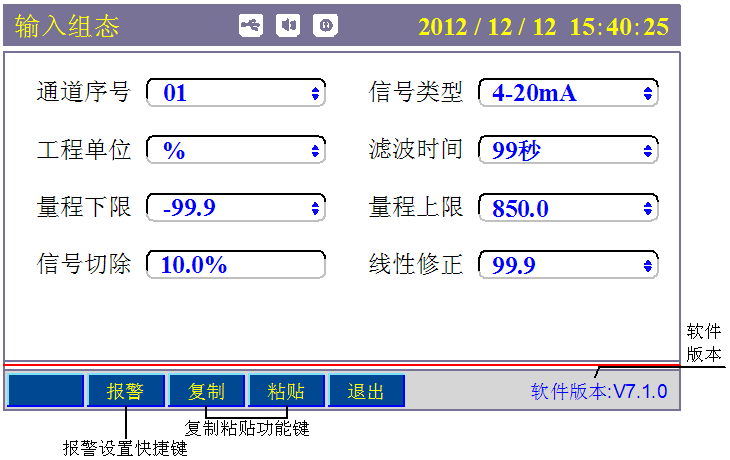 输入组态 2012 / 12 / 12 15:40:25
通道序号 01 信号类型 4-20mA
工程单位 % 滤波时间 99秒
量程下限 -99.9 量程上限 850.0
信号切除 10.0% 线性修正 99.9
软件
版本
报警 复制 粘贴 退出 软件版本:V7.1.0
复制粘贴功能键
报警设置快捷键